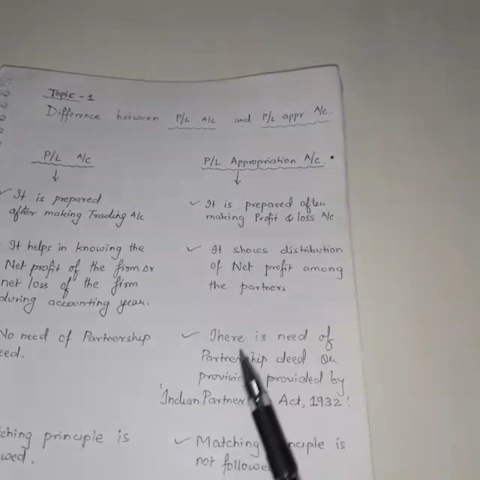 Topic - 1
Difference between P/L A/c and P/L appr A/c.
P/L A/c
It is prepared
after making Trading A/c
It helps in knowing the
Net profit of the firm or
net loss of the firm
during accounting year.
No need of Partnership
P/L Appropriation A/c.
It is prepared after
making Profit & loss A/c
It shows distribution
of Net profit among
the partners
There is need of
Partnership deed or
provided by
'Indian Act, 1932'.
principle is
Matching is
not followed